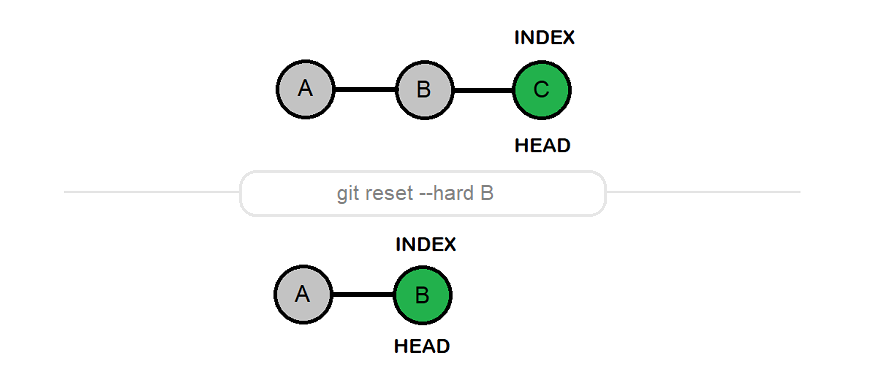 INDEX
A B C
HEAD
git reset --hard B
INDEX
A B
HEAD